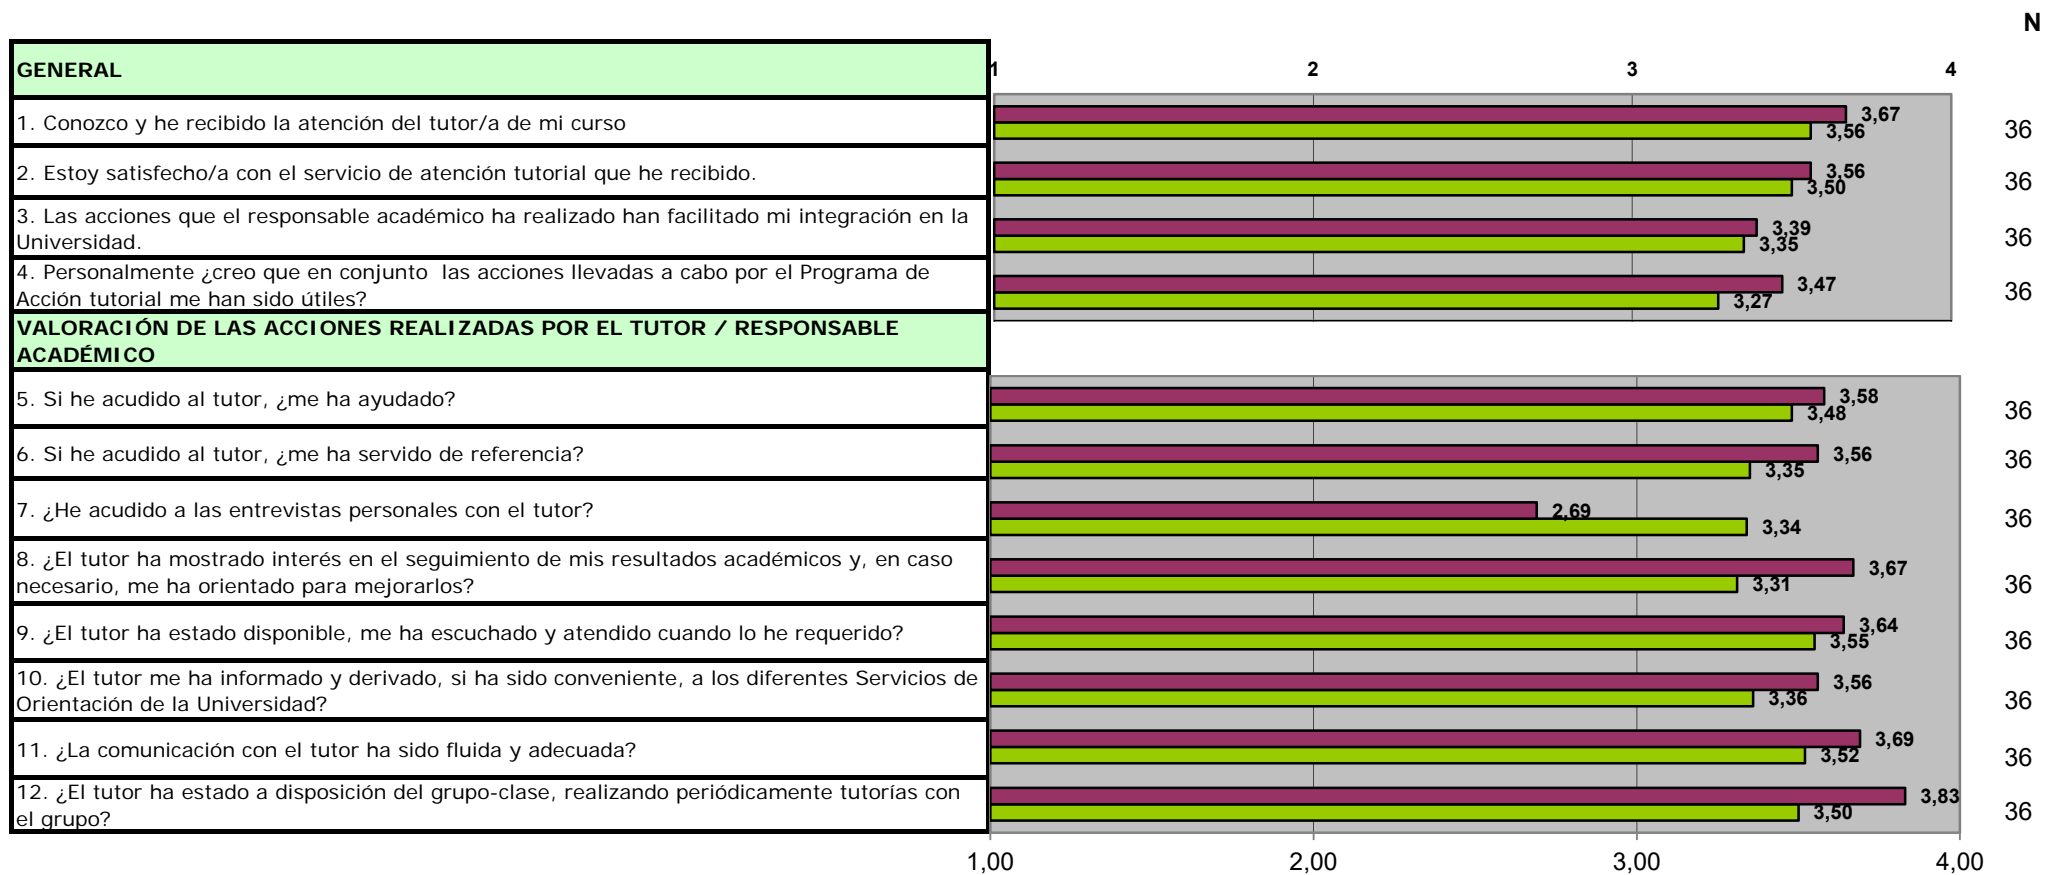 N
GENERAL
1 2 3 4
1. Conozco y he recibido la atención del tutor/a de mi curso
3,67
3,56
36
2. Estoy satisfecho/a con el servicio de atención tutorial que he recibido.
3,56
3,50
36
3. Las acciones que el responsable académico ha realizado han facilitado mi integración en la
Universidad.
3,39
3,35
36
4. Personalmente ¿creo que en conjunto  las acciones llevadas a cabo por el Programa de
Acción tutorial me han sido útiles?
3,47
3,27
36
VALORACIÓN DE LAS ACCIONES REALIZADAS POR EL TUTOR / RESPONSABLE
ACADÉMICO
5. Si he acudido al tutor, ¿me ha ayudado?
3,58
3,48
36
6. Si he acudido al tutor, ¿me ha servido de referencia?
3,56
3,35
36
7. ¿He acudido a las entrevistas personales con el tutor?
2,69
3,34
36
8. ¿El tutor ha mostrado interés en el seguimiento de mis resultados académicos y, en caso
necesario, me ha orientado para mejorarlos?
3,67
3,31
36
9. ¿El tutor ha estado disponible, me ha escuchado y atendido cuando lo he requerido?
3,64
3,55
36
10. ¿El tutor me ha informado y derivado, si ha sido conveniente, a los diferentes Servicios de
Orientación de la Universidad?
3,56
3,36
36
11. ¿La comunicación con el tutor ha sido fluida y adecuada?
3,69
3,52
36
12. ¿El tutor ha estado a disposición del grupo-clase, realizando periódicamente tutorías con
el grupo?
3,83
3,50
36
1,00 2,00 3,00 4,00